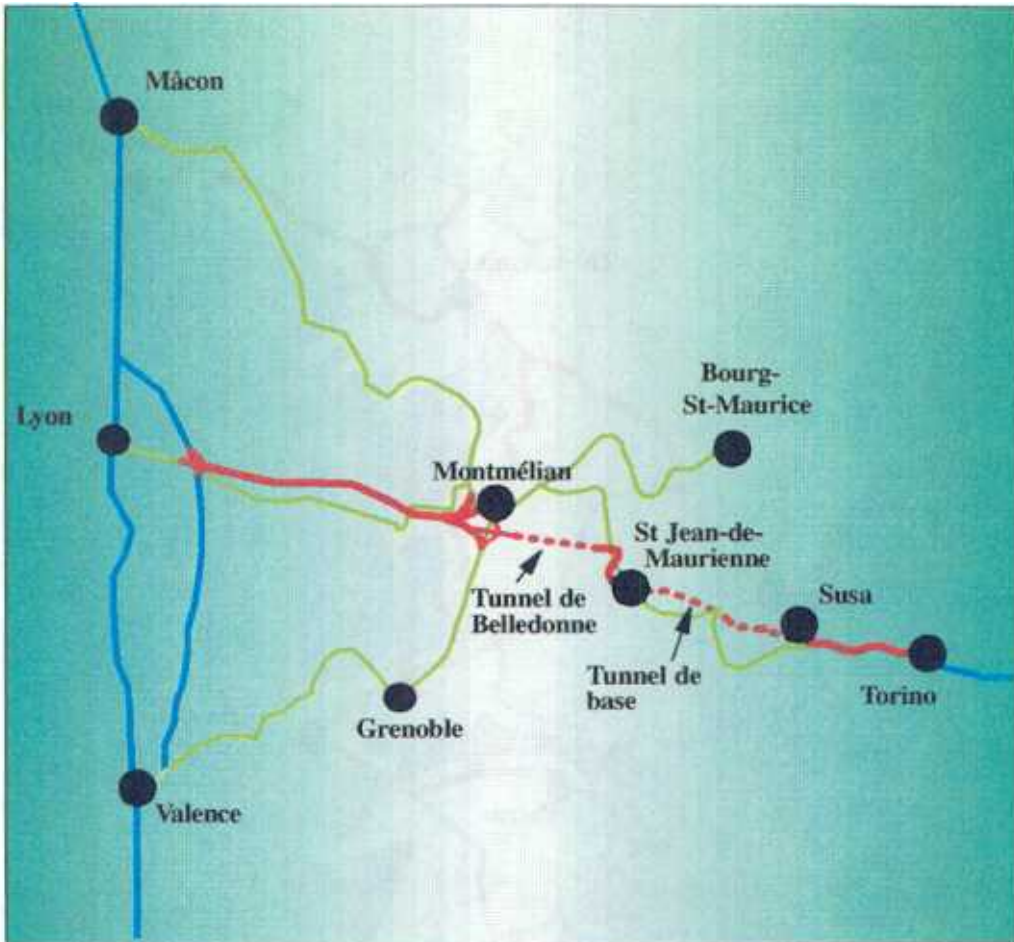 Mâcon
Bourg-
St-Maurice
Lyon
Montmélian
St Jean-de-
Maurienne
Tunnel de
Belledonne
Susa
Tunnel de
base
Torino
Grenoble
Valence